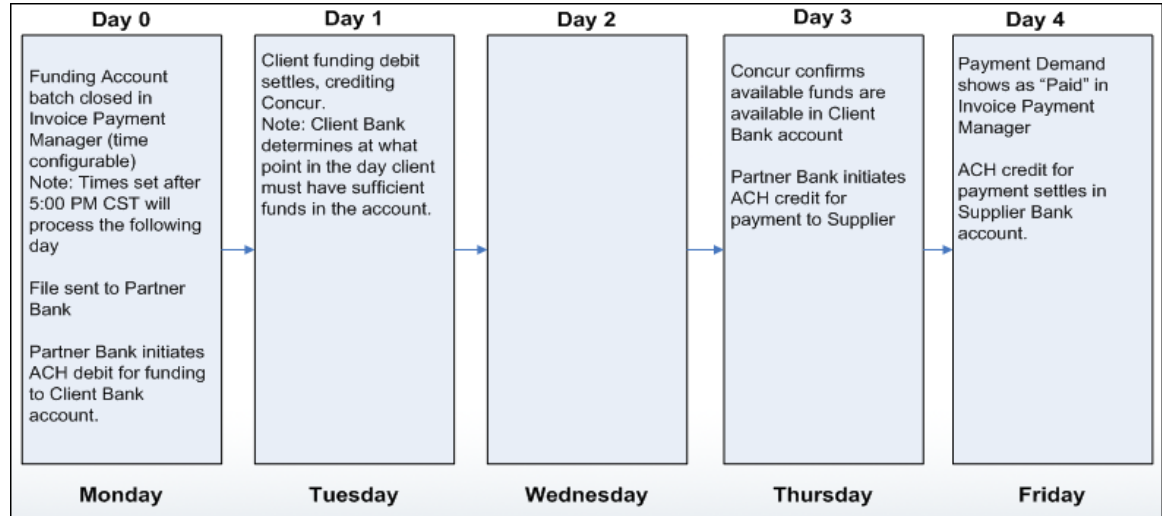 Day 0
Funding Account
batch closed in
Invoice Payment
Manager (time
configurable)
Note: Times set after
5:00 PM CST will
process the following
day
File sent to Partner
Bank
Partner Bank initiates
ACH debit for funding
to Client Bank
account.
Monday
Day 1
Client funding debit
settles, crediting
Concur.
Note: Client Bank
determines at what
point in the day client
must have sufficient
funds in the account.
Tuesday
Day 2
Wednesday
Day 3
Concur confirms
available funds are
available in Client
Bank account
Partner Bank initiates
ACH credit for
payment to Supplier
Thursday
Day 4
Payment Demand
shows as “Paid” in
Invoice Payment
Manager
ACH credit for
payment settles in
Supplier Bank
account.
Friday